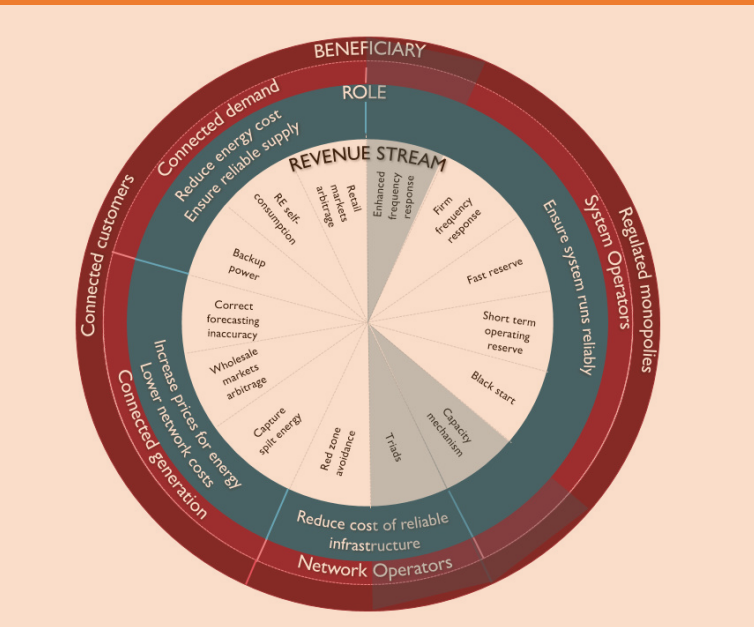 BENEFICIARY
ROLE
REVENUE STREAM
Connected customers
Regulated monopolies
Connected demand
System Operators
Connected generation
Network Operators
Reduce energy cost
Ensure reliable supply
Ensure system runs reliably
Increase prices for energy
Lower network costs
Reduce cost of reliable
infrastructure
Enhanced
frequency
response
Firm
frequency
response
Fast reserve
Short term
operating
reserve
Black start
Capacity
mechanism
Triads
Red zone
avoidance
Capture
spilt energy
Wholesale
markets
arbitrage
Correct
forecasting
inaccuracy
Backup
power
RE self-
consumption
Retail
markets
arbitrage